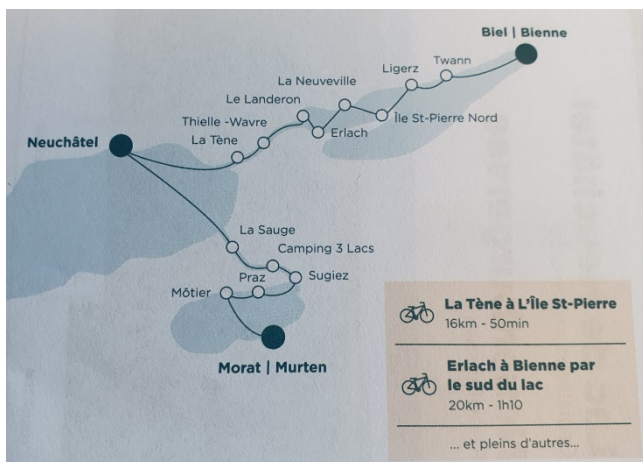 Biel | Bienne
Twann
Ligerz
La Neuveville
Le Landeron
Île St-Pierre Nord
Thielle -Wavre
Erlach
Neuchâtel
La Tène
La Sauge
Camping 3 Lacs
Praz
Sugiez
Môtier
Morat | Murten
La Tène à L'Île St-Pierre
16km - 50min
Erlach à Bienne par
le sud du lac
20km - 1h10
... et pleins d'autres...